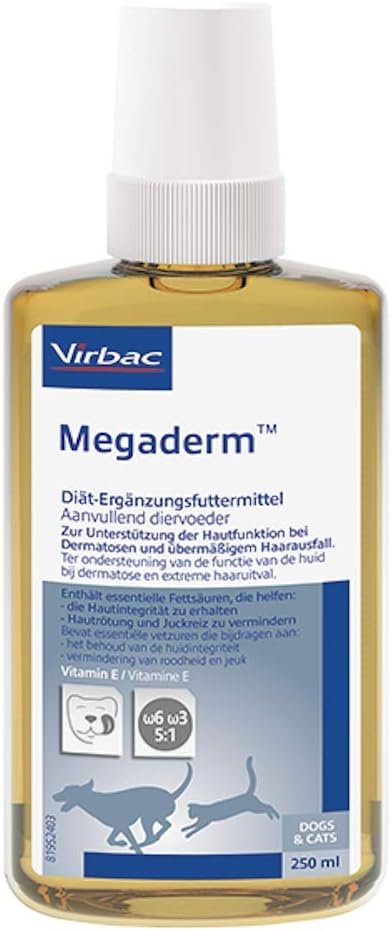 Virbac
Megaderm™
Diät-Ergänzungsfuttermittel
Aanvullend diervoeder
Zur Unterstützung der Hautfunktion bei
Dermatosen und übermäßigem Haarausfall.
Ter ondersteuning van de functie van de huid
bij dermatose en extreme haaruitval.
Enthält essentielle Fettsäuren, die helfen:
- die Hautintegrität zu erhalten
- Hautrötung und Juckreiz zu vermindern
Bevat essentiële vetzuren die bijdragen aan:
- het behoud van de huidintegriteit
- vermindering van roodheid en jeuk
Vitamin E / Vitamine E
ω6 ω3
5:1
81952403
DOGS
& CATS
250 ml